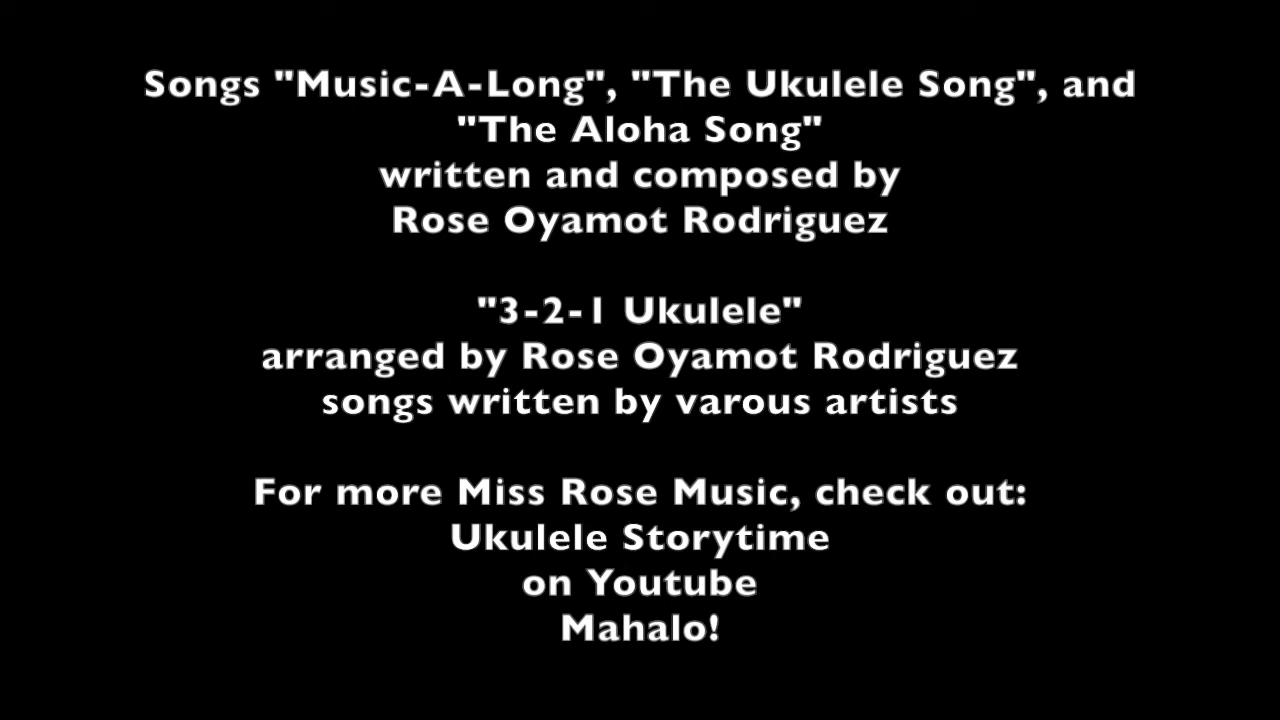 Songs "Music-A-Long", "The Ukulele Song", and
"The Aloha Song"
written and composed by
Rose Oyamot Rodriguez
"3-2-1 Ukulele"
arranged by Rose Oyamot Rodriguez
songs written by varous artists
For more Miss Rose Music, check out:
Ukulele Storytime
on Youtube
Mahalo!